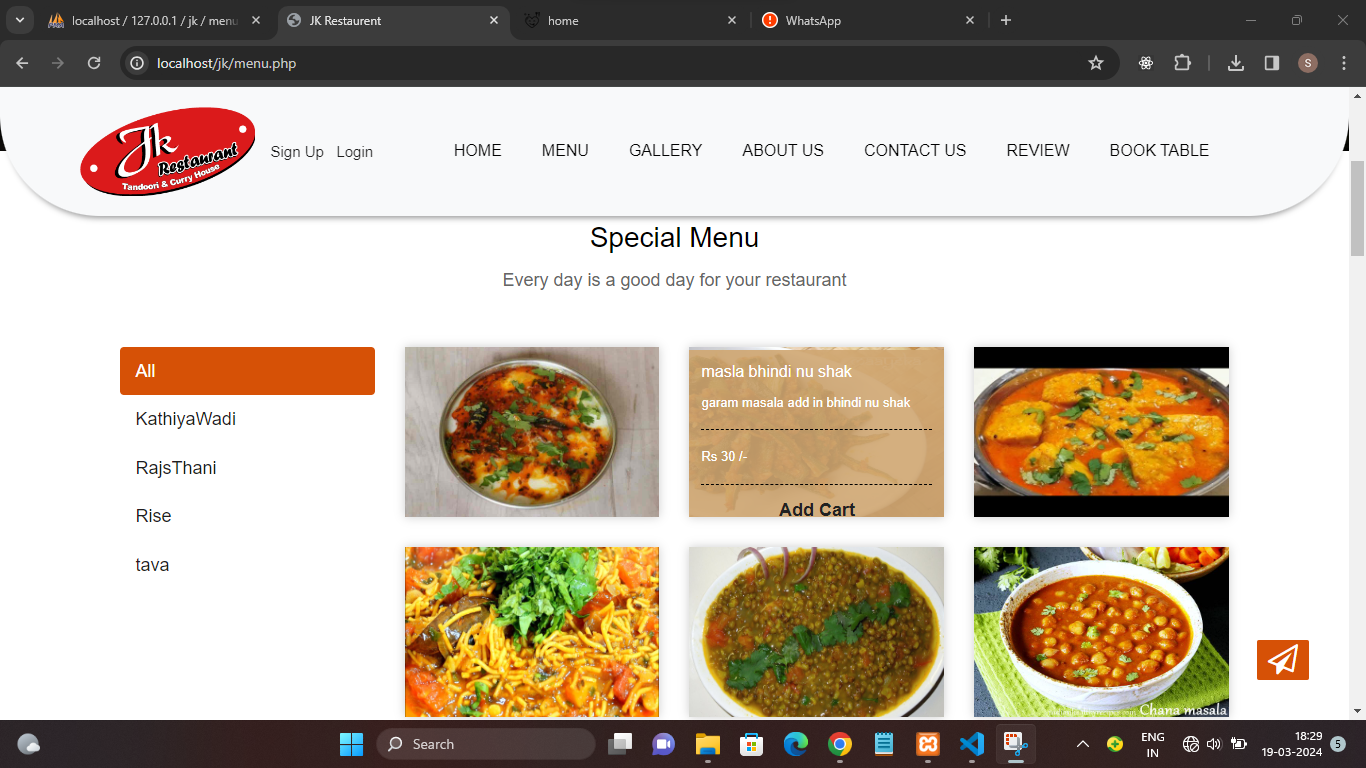 localhost / 127.0.0.1 / jk / menu
JK Restaurent
home
WhatsApp
localhost/jk/menu.php
Jk
Restaurant
Tandoori & Curry House
Sign Up
Login
HOME
MENU
GALLERY
ABOUT US
CONTACT US
REVIEW
BOOK TABLE
Special Menu
Every day is a good day for your restaurant
All
KathiyaWadi
RajsThani
Rise
tava
masla bhindi nu shak
garam masala add in bhindi nu shak
Rs 30 /-
Add Cart
Chana masala
Search
ENG
IN
18:29
19-03-2024
5
S